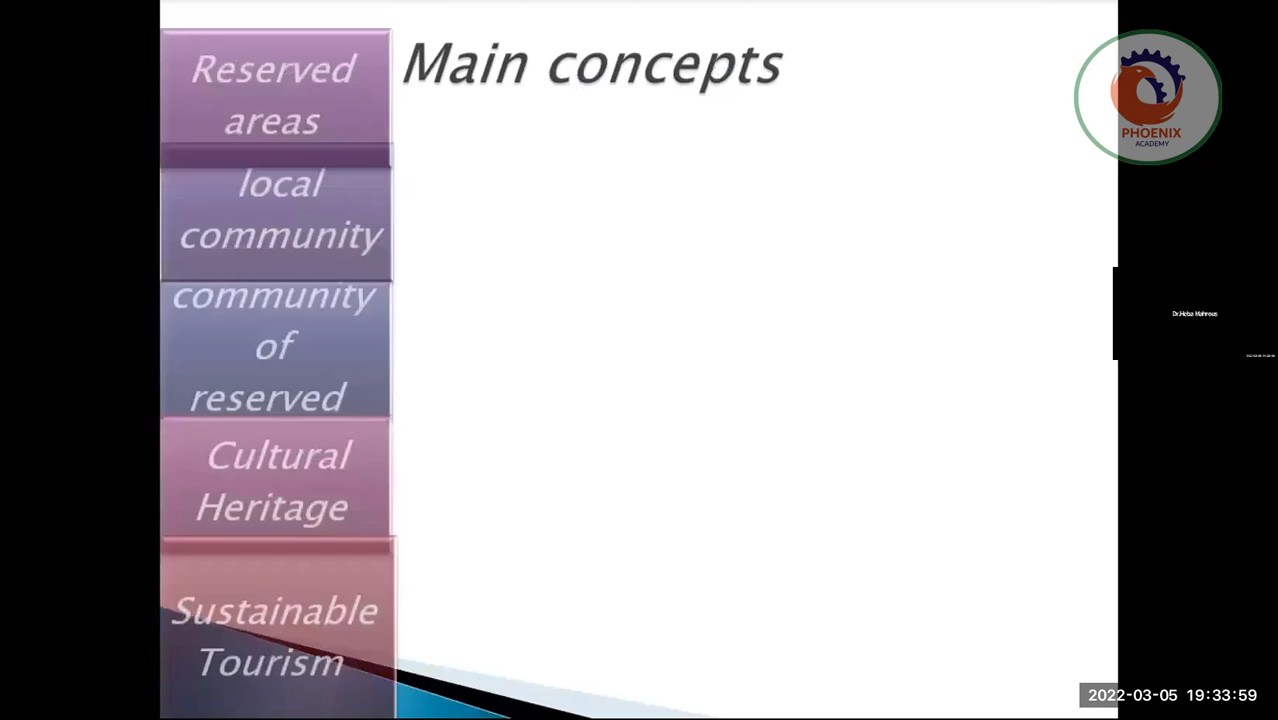 Main concepts
Reserved
areas
local
community
community
of
reserved
Cultural
Heritage
Sustainable
Tourism
PHOENIX
ACADEMY
Dr.Heba Mahrous
2022-03-05 19:33:59